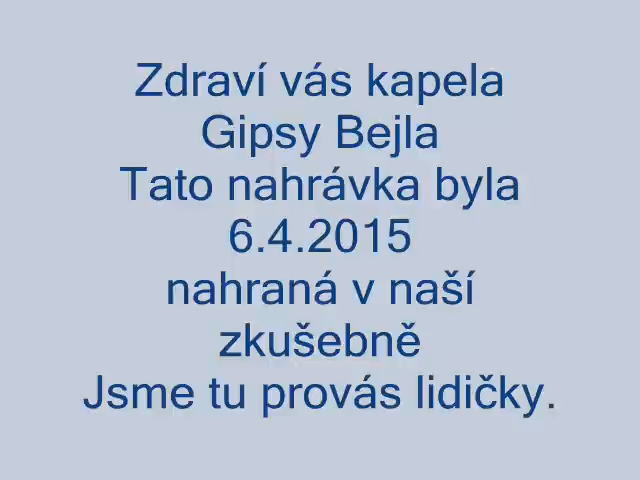 Zdraví vás kapela
Gipsy Bejla
Tato nahrávka byla
6.4.2015
nahraná v naší
zkušebně
Jsme tu provás lidičky.